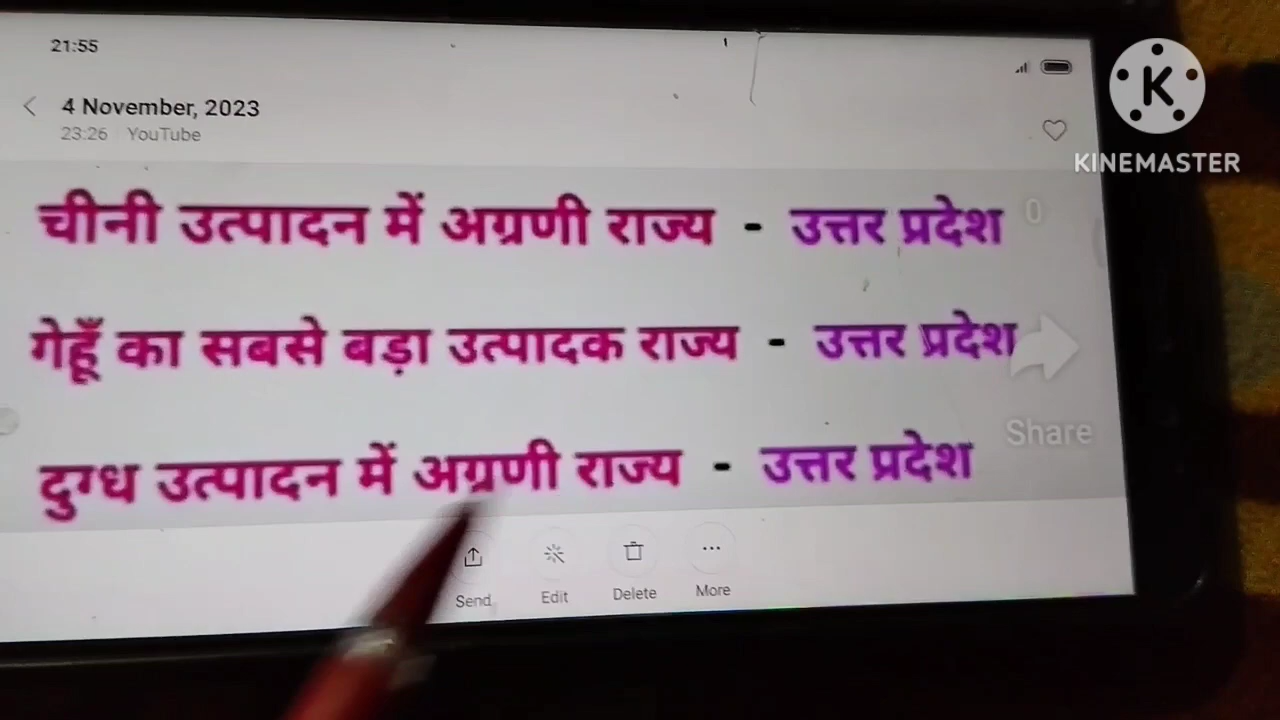 21:55
4 November, 2023
23:26 YouTube
KINEMASTER
चीनी उत्पादन में अग्रणी राज्य - उत्तर प्रदेश
0
गेहूँ का सबसे बड़ा उत्पादक राज्य - उत्तर प्रदेश
Share
दुग्ध उत्पादन में अग्रणी राज्य - उत्तर प्रदेश
Send Edit Delete More